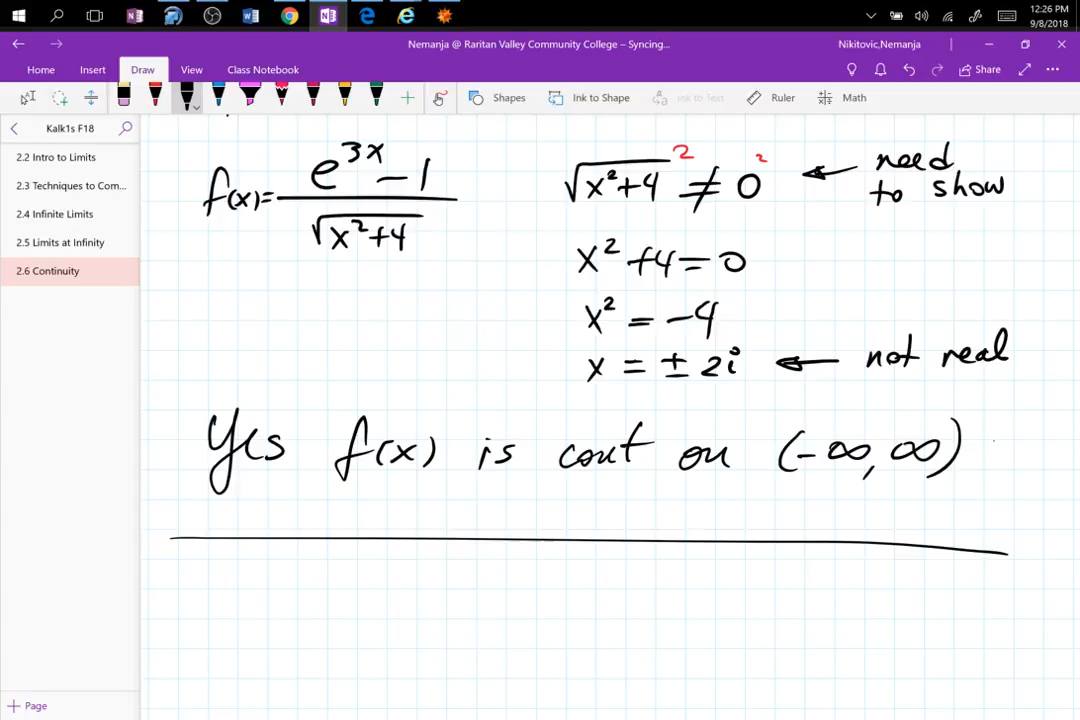 12:26 PM
9/8/2018
Nemanja @ Raritan Valley Community College – Syncing...
Nikitovic,Nemanja
Home Insert Draw View Class Notebook
Share
Shapes Ink to Shape Ink to Text Ruler Math
Kalk1s F18
2.2 Intro to Limits
2.3 Techniques to Com...
2.4 Infinite Limits
2.5 Limits at Infinity
2.6 Continuity
Page
f(x)= (e^{3x} – 1) / √(x²+4)
√(x²+4)² ≠ 0² ← need to show
x² + 4 = 0
x² = -4
x = ± 2i ← not real
Yes f(x) is cont on (-∞, ∞)